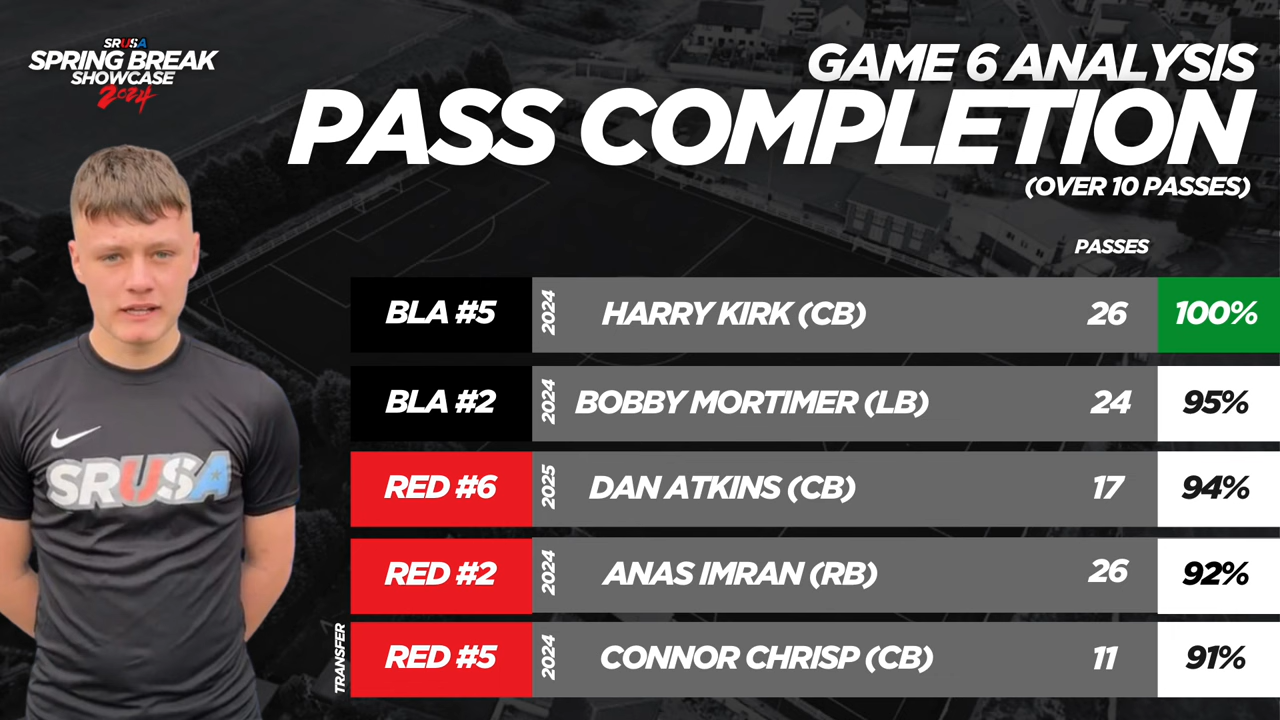 SRUSA
SPRING BREAK
SHOWCASE
2024
GAME 6 ANALYSIS
PASS COMPLETION
(OVER 10 PASSES)
PASSES
BLA #5 2024 HARRY KIRK (CB) 26 100%
BLA #2 2024 BOBBY MORTIMER (LB) 24 95%
RED #6 2025 DAN ATKINS (CB) 17 94%
RED #2 2024 ANAS IMRAN (RB) 26 92%
TRANSFER RED #5 2024 CONNOR CHRISP (CB) 11 91%
SRUSA